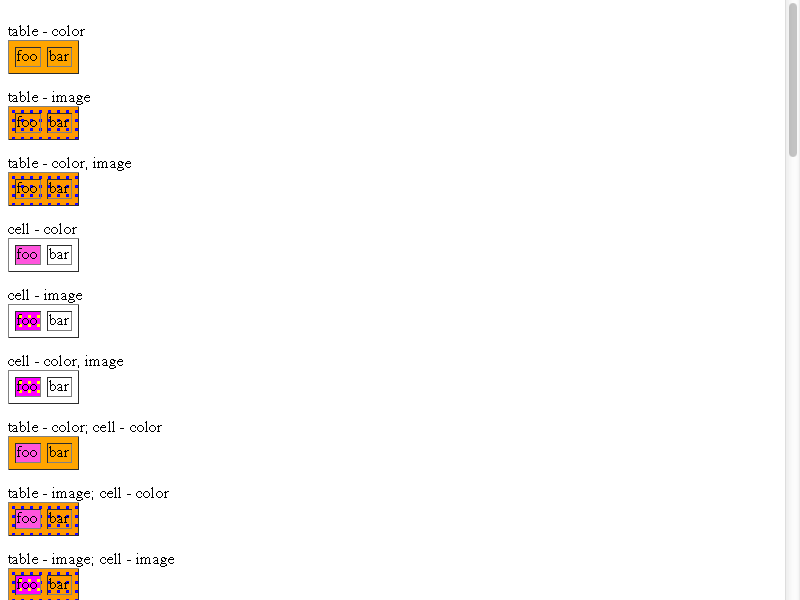 table - color
foo bar
table - image
foo bar
table - color, image
foo bar
cell - color
foo bar
cell - image
foo bar
cell - color, image
foo bar
table - color; cell - color
foo bar
table - image; cell - color
foo bar
table - image; cell - image
foo bar